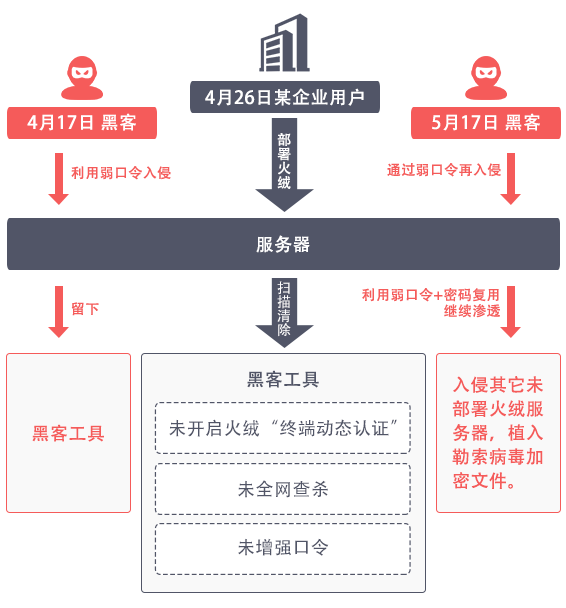 4月17日 黑客
4月26日某企业用户
5月17日 黑客
利用弱口令入侵
部署火绒
通过弱口令再入侵
服务器
留下
扫描清除
利用弱口令+密码复用
继续渗透
黑客工具
黑客工具
未开启火绒“终端动态认证”
未全网查杀
未增强口令
入侵其它未
部署火绒服
务器，植入
勒索病毒加
密文件。